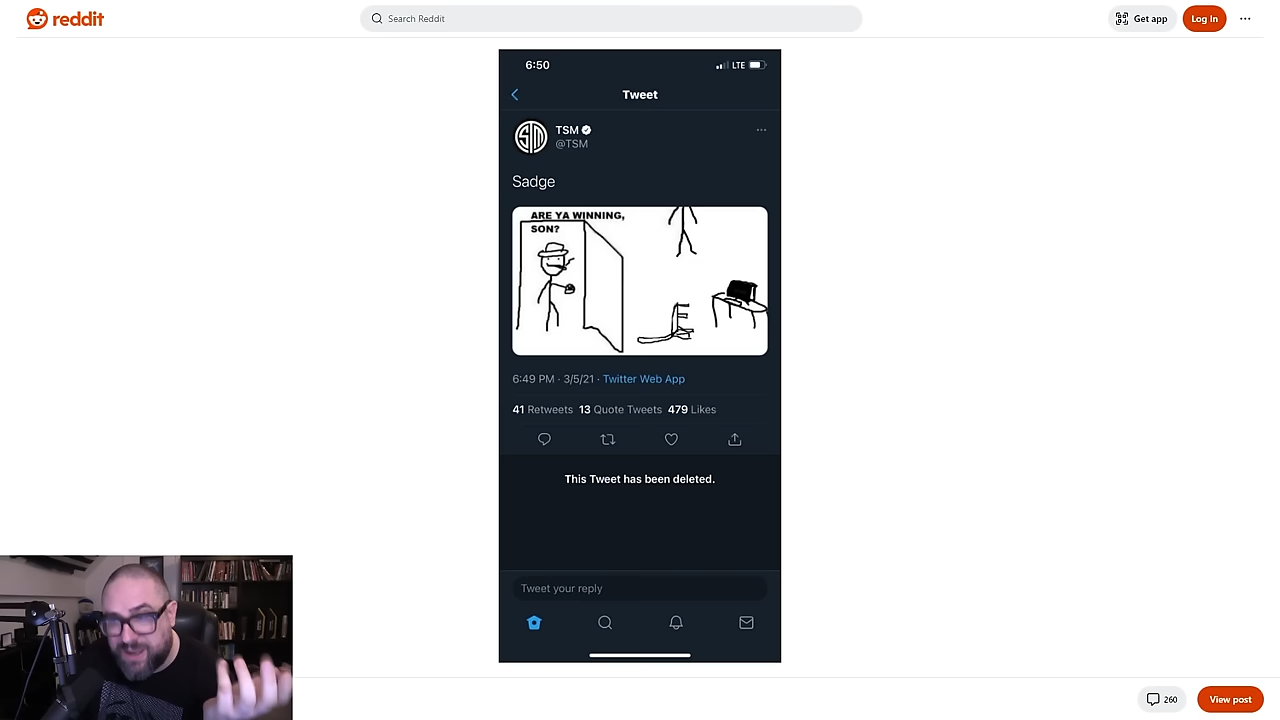 reddit
Search Reddit
Get app
Log In
6:50
LTE
Tweet
TSM
@TSM
Sadge
ARE YA WINNING,
SON?
6:49 PM · 3/5/21 · Twitter Web App
41 Retweets 13 Quote Tweets 479 Likes
This Tweet has been deleted.
Tweet your reply
260
View post